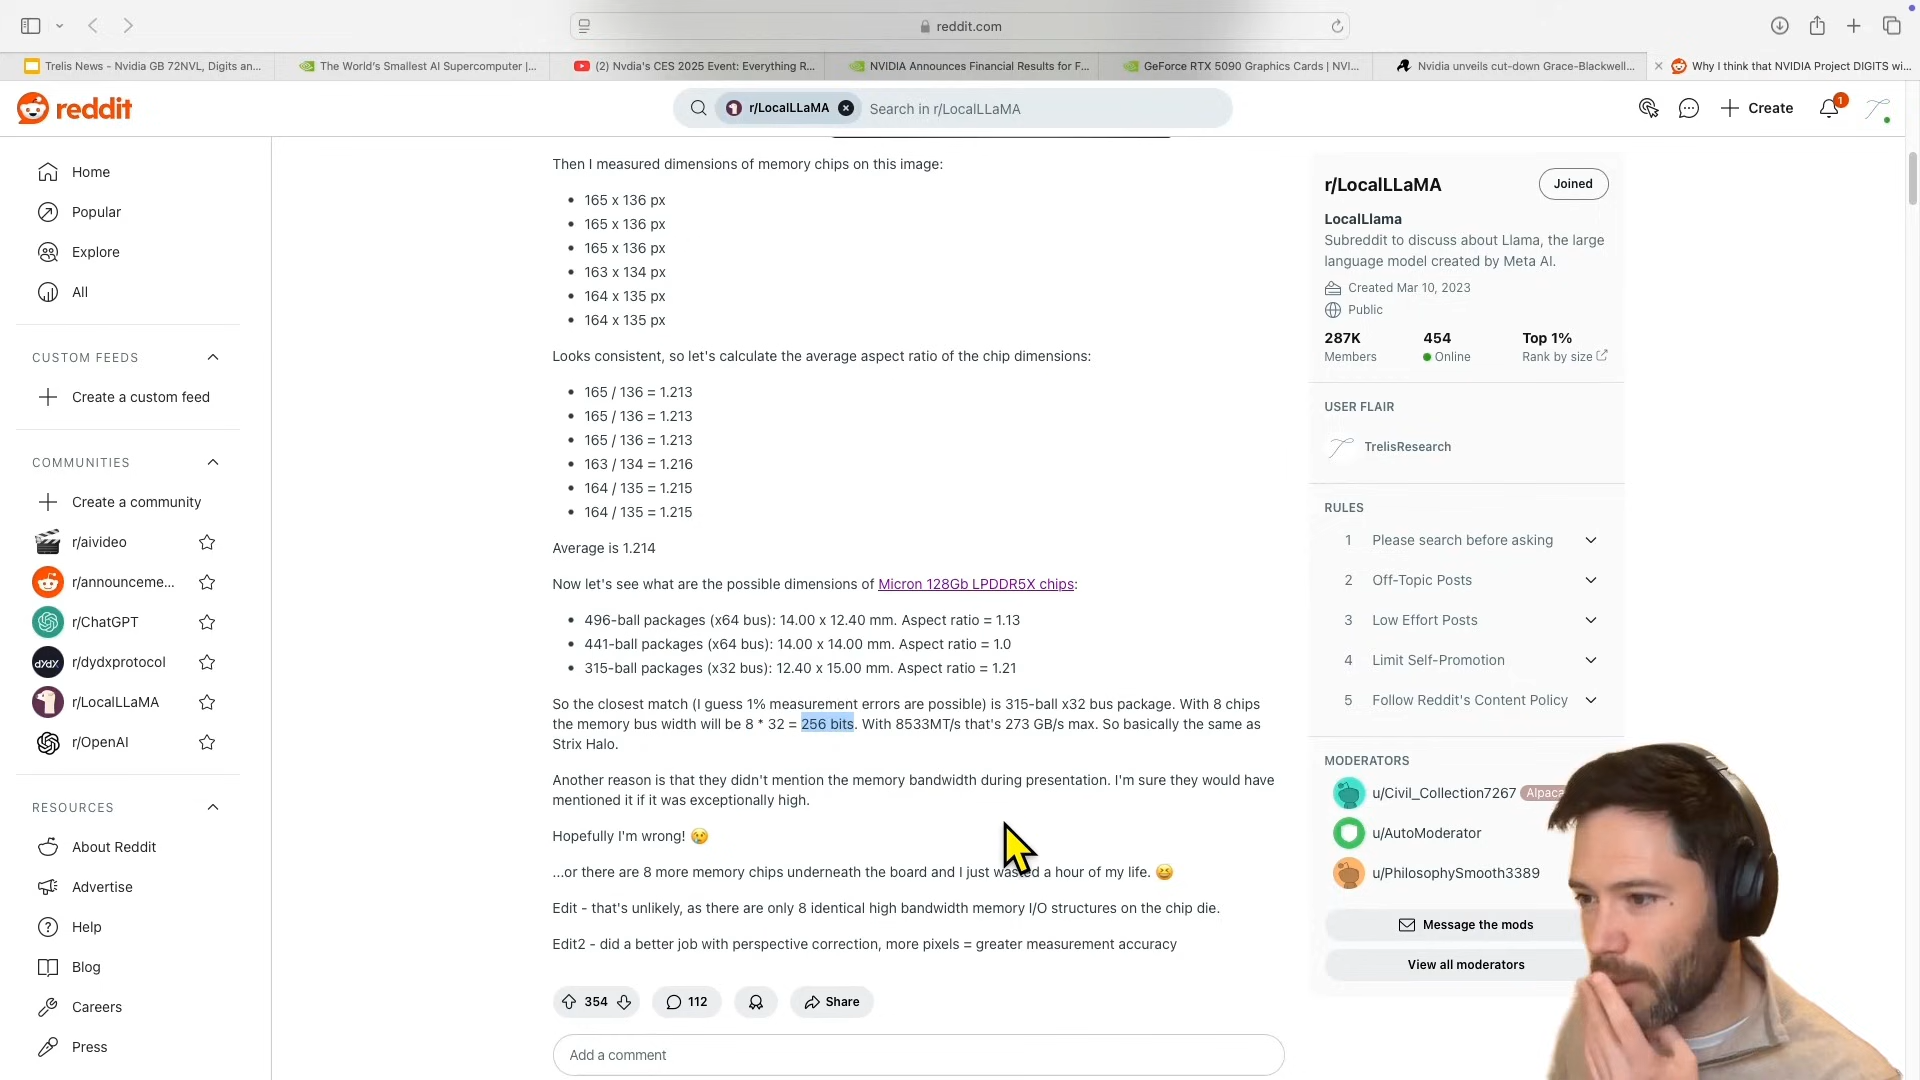 reddit.com
Trelis News - Nvidia GB 72NVL, Digits an...
The World's Smallest AI Supercomputer |...
(2) Nvdia's CES 2025 Event: Everything R...
NVIDIA Announces Financial Results for F...
GeForce RTX 5090 Graphics Cards | NVI...
Nvidia unveils cut-down Grace-Blackwell...
Why I think that NVIDIA Project DIGITS wi...
reddit
r/LocalLLaMA
Search in r/LocalLLaMA
Create
1
Home
Popular
Explore
All
CUSTOM FEEDS
Create a custom feed
COMMUNITIES
Create a community
r/aivideo
r/announceme...
r/ChatGPT
dYdX
r/dydxprotocol
r/LocalLLaMA
r/OpenAI
RESOURCES
About Reddit
Advertise
Help
Blog
Careers
Press
Then I measured dimensions of memory chips on this image:
• 165 x 136 px
• 165 x 136 px
• 165 x 136 px
• 163 x 134 px
• 164 x 135 px
• 164 x 135 px
Looks consistent, so let's calculate the average aspect ratio of the chip dimensions:
• 165 / 136 = 1.213
• 165 / 136 = 1.213
• 165 / 136 = 1.213
• 163 / 134 = 1.216
• 164 / 135 = 1.215
• 164 / 135 = 1.215
Average is 1.214
Now let's see what are the possible dimensions of Micron 128Gb LPDDR5X chips:
• 496-ball packages (x64 bus): 14.00 x 12.40 mm. Aspect ratio = 1.13
• 441-ball packages (x64 bus): 14.00 x 14.00 mm. Aspect ratio = 1.0
• 315-ball packages (x32 bus): 12.40 x 15.00 mm. Aspect ratio = 1.21
So the closest match (I guess 1% measurement errors are possible) is 315-ball x32 bus package. With 8 chips
the memory bus width will be 8 * 32 = 256 bits. With 8533MT/s that's 273 GB/s max. So basically the same as
Strix Halo.
Another reason is that they didn't mention the memory bandwidth during presentation. I'm sure they would have
mentioned it if it was exceptionally high.
Hopefully I'm wrong! 😢
...or there are 8 more memory chips underneath the board and I just wasted a hour of my life. 😆
Edit - that's unlikely, as there are only 8 identical high bandwidth memory I/O structures on the chip die.
Edit2 - did a better job with perspective correction, more pixels = greater measurement accuracy
354
112
Share
Add a comment
r/LocalLLaMA
Joined
LocalLlama
Subreddit to discuss about Llama, the large
language model created by Meta AI.
Created Mar 10, 2023
Public
287K
454
Top 1%
Members
Online
Rank by size
USER FLAIR
TrelisResearch
RULES
1 Please search before asking
2 Off-Topic Posts
3 Low Effort Posts
4 Limit Self-Promotion
5 Follow Reddit's Content Policy
MODERATORS
u/Civil_Collection7267 Alpaca
u/AutoModerator
u/PhilosophySmooth3389
Message the mods
View all moderators